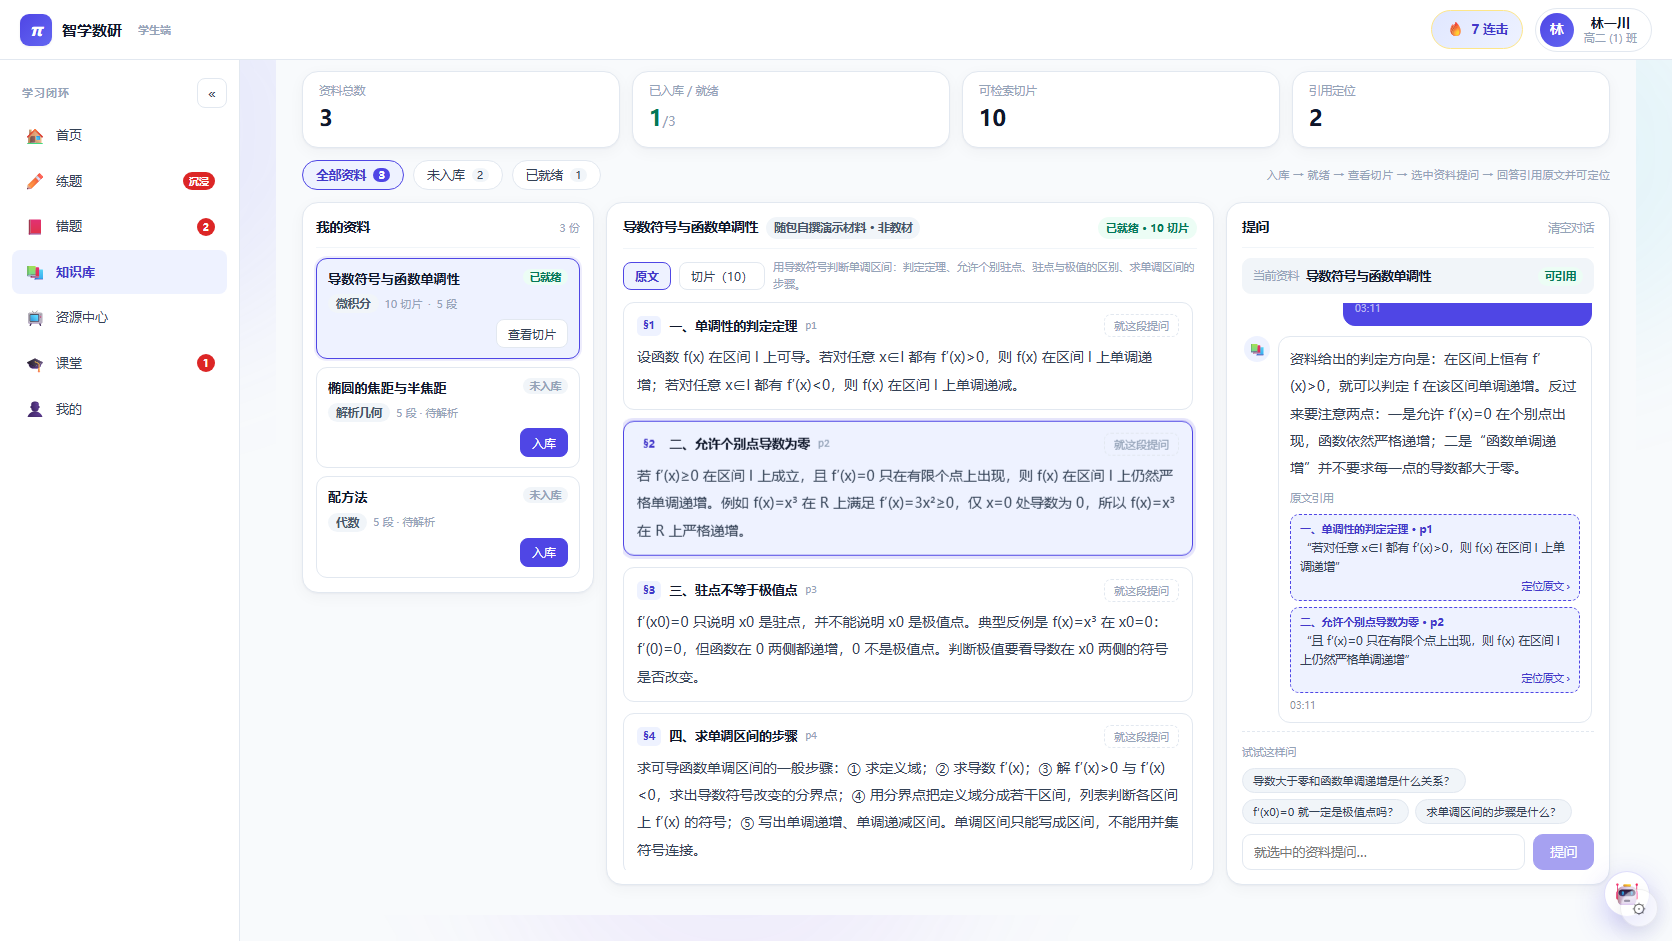 π 智学数研 学生端
7 连击
林 林一川
高二 (1) 班
学习闭环 «
首页
练题 沉浸
错题 2
知识库
资源中心
课堂 1
我的
资料总数
3
已入库 / 就绪
1/3
可检索切片
10
引用定位
2
全部资料 3
未入库 2
已就绪 1
入库 → 就绪 → 查看切片 → 选中资料提问 → 回答引用原文并可定位
我的资料 3 份
导数符号与函数单调性 已就绪
微积分 10 切片 · 5 段
查看切片
椭圆的焦距与半焦距 未入库
解析几何 5 段 · 待解析
入库
配方法 未入库
代数 5 段 · 待解析
入库
导数符号与函数单调性 随包自撰演示材料 • 非教材 已就绪 • 10 切片
原文 切片（10）
用导数符号判断单调区间：判定定理、允许个别驻点、驻点与极值的区别、求单调区间的
步骤。
§1 一、单调性的判定定理 p1 就这段提问
设函数 f(x) 在区间 I 上可导。若对任意 x∈I 都有 f′(x)>0，则 f(x) 在区间 I 上单调递
增；若对任意 x∈I 都有 f′(x)<0，则 f(x) 在区间 I 上单调递减。
§2 二、允许个别点导数为零 p2 就这段提问
若 f′(x)≥0 在区间 I 上成立，且 f′(x)=0 只在有限个点上出现，则 f(x) 在区间 I 上仍然严
格单调递增。例如 f(x)=x³ 在 R 上满足 f′(x)=3x²≥0，仅 x=0 处导数为 0，所以 f(x)=x³
在 R 上严格递增。
§3 三、驻点不等于极值点 p3 就这段提问
f′(x0)=0 只说明 x0 是驻点，并不能说明 x0 是极值点。典型反例是 f(x)=x³ 在 x0=0：
f′(0)=0，但函数在 0 两侧都递增，0 不是极值点。判断极值要看导数在 x0 两侧的符号
是否改变。
§4 四、求单调区间的步骤 p4 就这段提问
求可导函数单调区间的一般步骤：① 求定义域；② 求导数 f′(x)；③ 解 f′(x)>0 与 f′(x)
<0，求出导数符号改变的分界点；④ 用分界点把定义域分成若干区间，列表判断各区间
上 f′(x) 的符号；⑤ 写出单调递增、单调递减区间。单调区间只能写成区间，不能用并集
符号连接。
提问 清空对话
当前资料 导数符号与函数单调性 可引用
03:11
资料给出的判定方向是：在区间上恒有 f′
(x)>0，就可以判定 f 在该区间单调递增。反过
来要注意两点：一是允许 f′(x)=0 在个别点出
现，函数依然严格递增；二是“函数单调递
增”并不要求每一点的导数都大于零。
原文引用
一、单调性的判定定理 • p1
“若对任意 x∈I 都有 f′(x)>0，则 f(x) 在区间 I 上单
调递增”
定位原文 ›
二、允许个别点导数为零 • p2
“且 f′(x)=0 只在有限个点上出现，则 f(x) 在区间 I
上仍然严格单调递增”
定位原文 ›
03:11
试试这样问
导数大于零和函数单调递增是什么关系？
f′(x0)=0 就一定是极值点吗？
求单调区间的步骤是什么？
就选中的资料提问...
提问